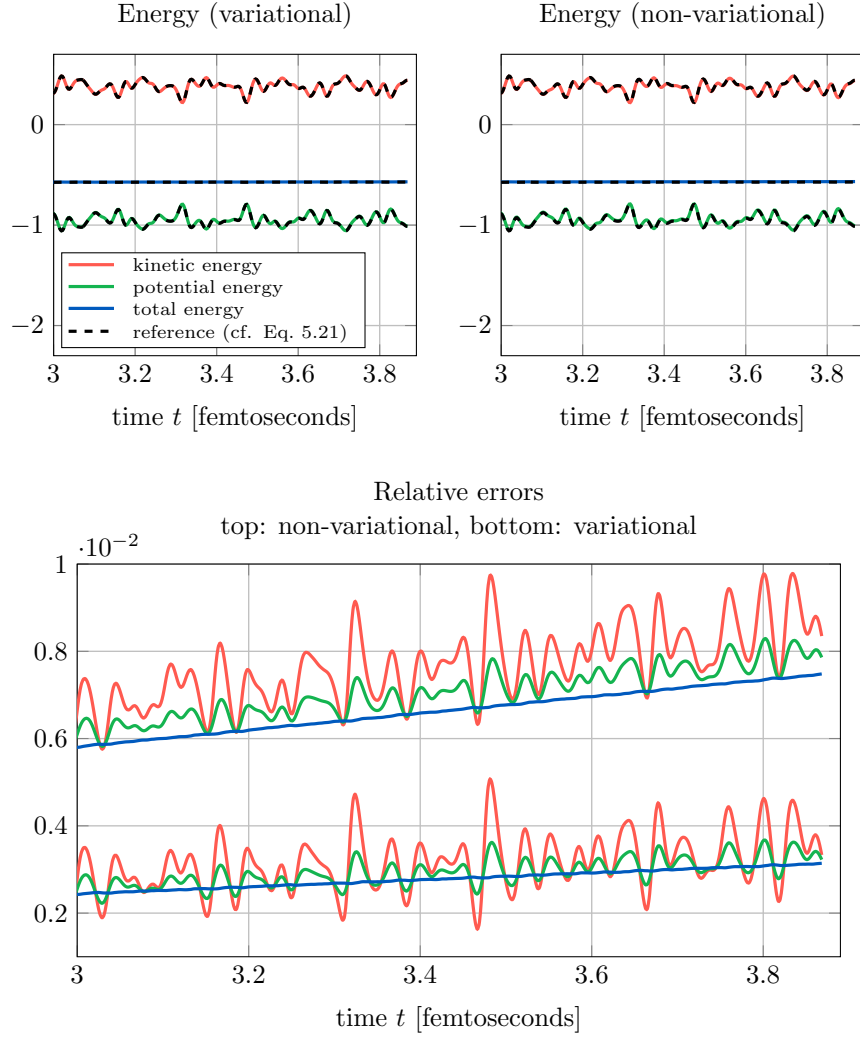 Energy (variational)
Energy (non-variational)
0
−1
−2
3 3.2 3.4 3.6 3.8
time t [femtoseconds]
kinetic energy
potential energy
total energy
reference (cf. Eq. 5.21)
0
−1
−2
3 3.2 3.4 3.6 3.8
time t [femtoseconds]
Relative errors
top: non-variational, bottom: variational
·10−2
1
0.8
0.6
0.4
0.2
3 3.2 3.4 3.6 3.8
time t [femtoseconds]